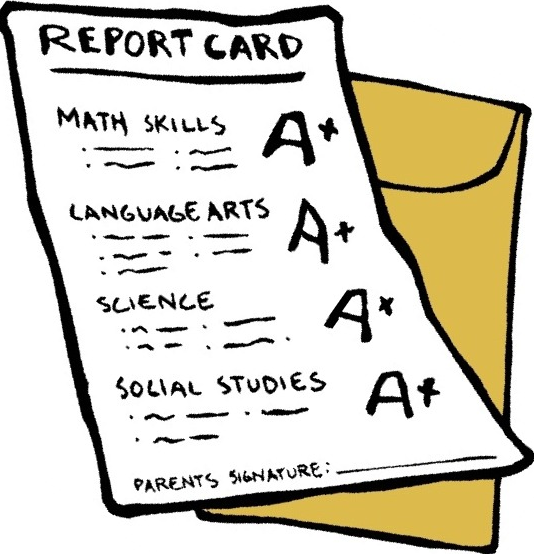 REPORT CARD
MATH SKILLS A+
LANGUAGE ARTS A+
SCIENCE A+
SOCIAL STUDIES A+
PARENTS SIGNATURE: